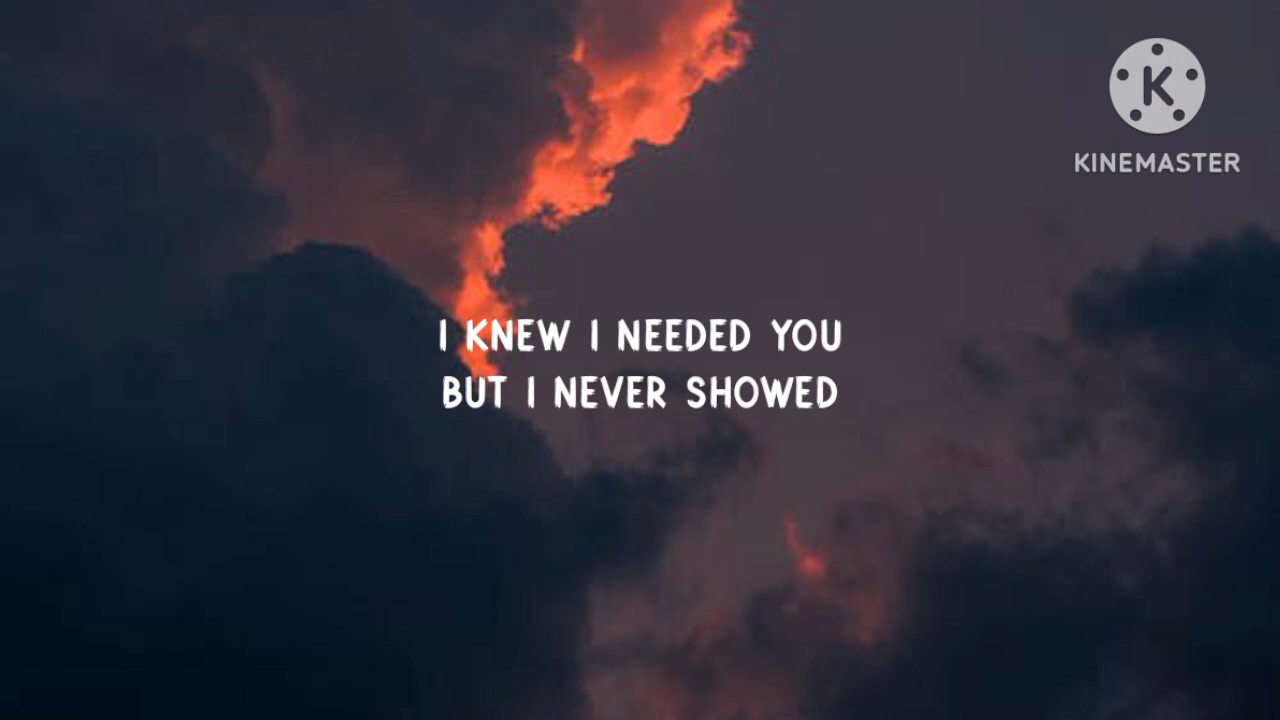 K
KINEMASTER
I KNEW I NEEDED YOU
BUT I NEVER SHOWED